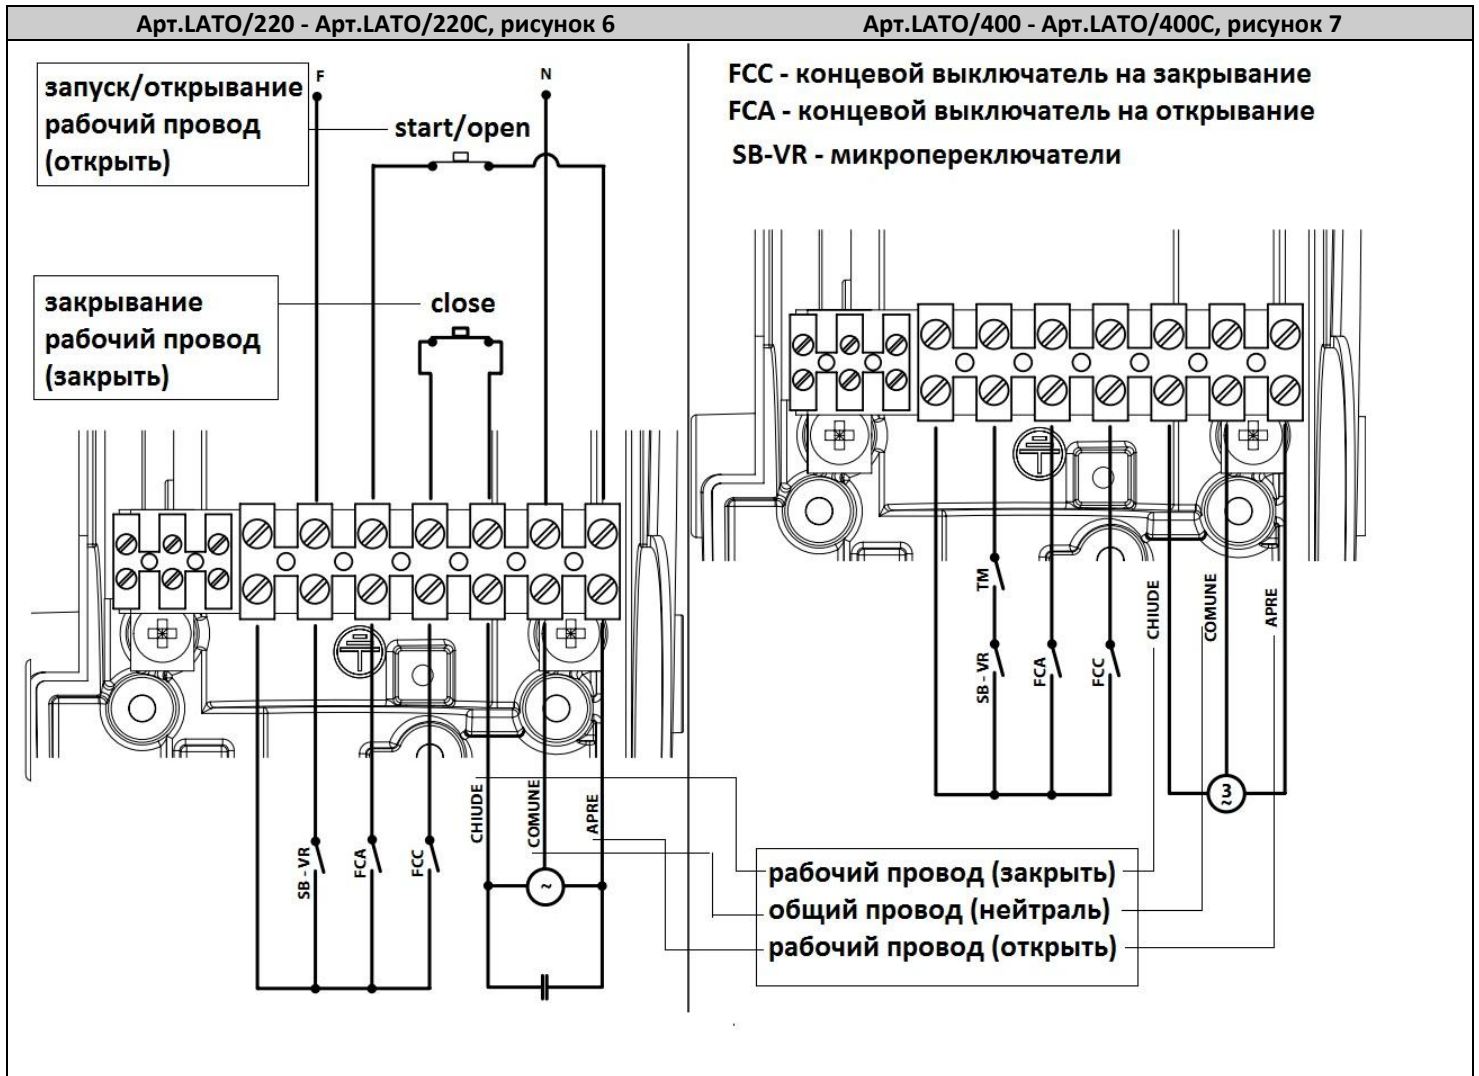 Арт.LATO/220 - Арт.LATO/220C, рисунок 6
Арт.LATO/400 - Арт.LATO/400C, рисунок 7
запуск/открывание
рабочий провод
(открыть)
F
N
start/open
закрывание
рабочий провод
(закрыть)
close
SB - VR
FCA
FCC
CHIUDE
COMUNE
APRE
~
FCC - концевой выключатель на закрывание
FCA - концевой выключатель на открывание
SB-VR - микропереключатели
TM
SB - VR
FCA
FCC
CHIUDE
COMUNE
APRE
3
~
рабочий провод (закрыть)
общий провод (нейтраль)
рабочий провод (открыть)